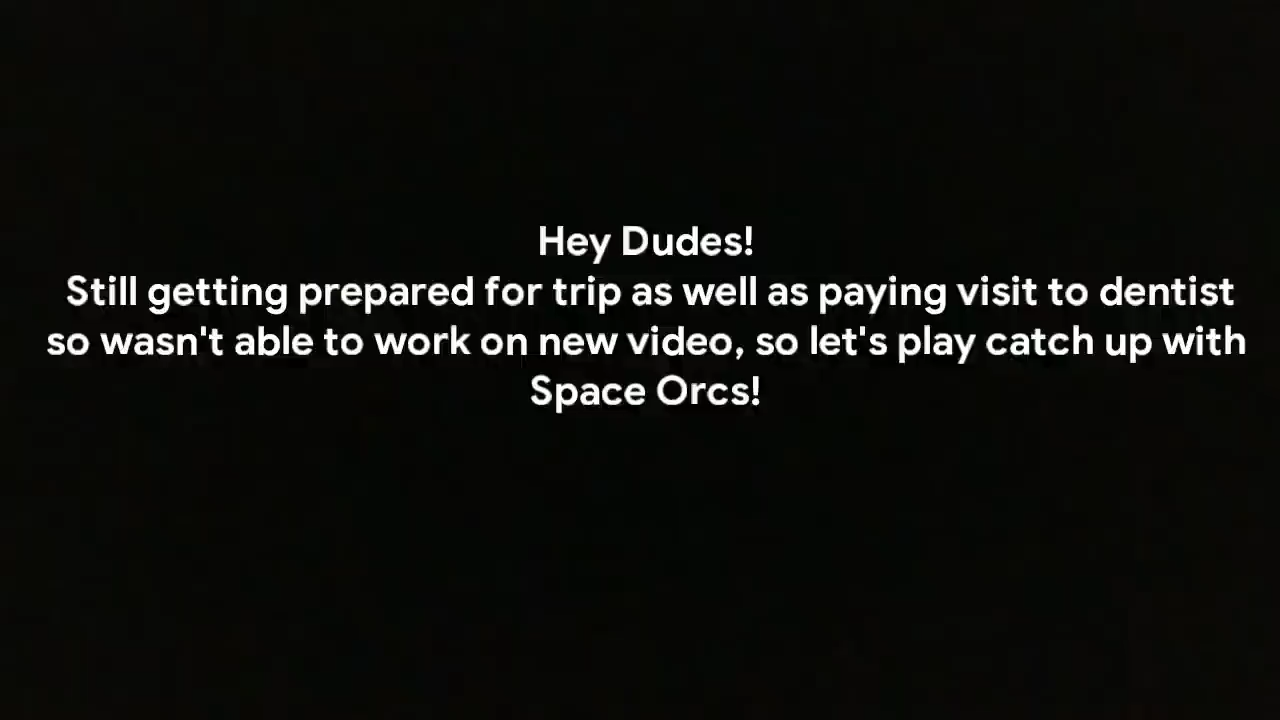 Hey Dudes!
Still getting prepared for trip as well as paying visit to dentist
so wasn't able to work on new video, so let's play catch up with
Space Orcs!